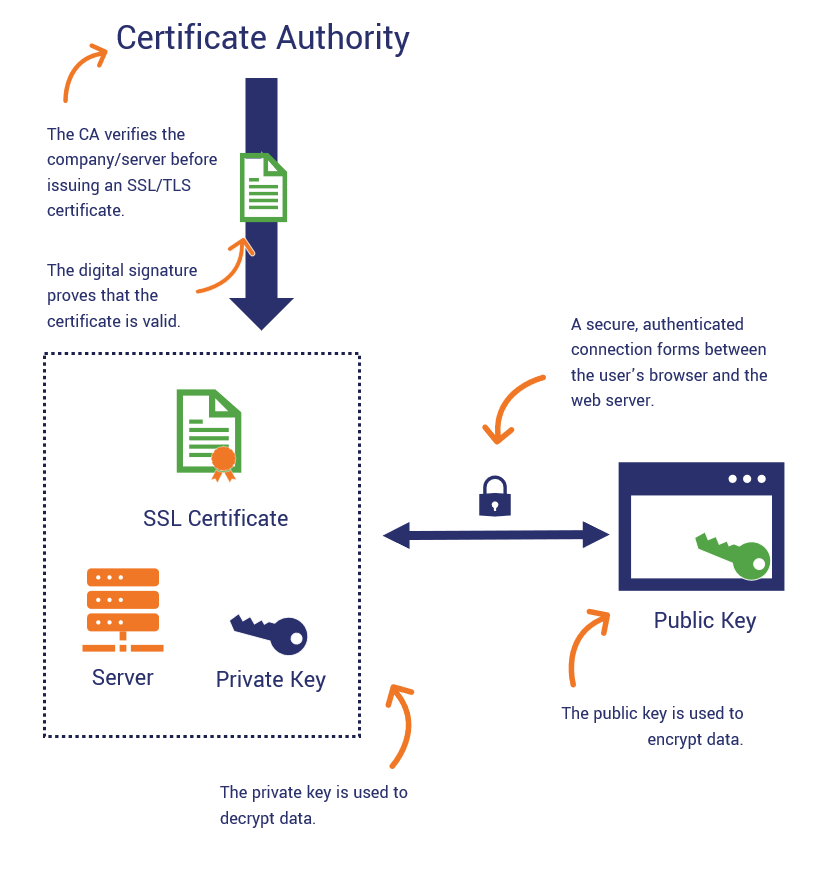 Certificate Authority
The CA verifies the
company/server before
issuing an SSL/TLS
certificate.
The digital signature
proves that the
certificate is valid.
A secure, authenticated
connection forms between
the user’s browser and the
web server.
SSL Certificate
Server
Private Key
Public Key
The public key is used to
encrypt data.
The private key is used to
decrypt data.